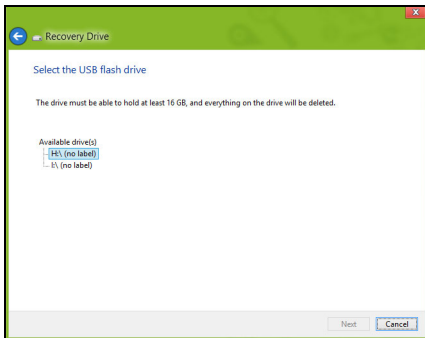 Recovery Drive
Select the USB flash drive
The drive must be able to hold at least 16 GB, and everything on the drive will be deleted.
Available drive(s)
H:\ (no label)
I:\ (no label)
Next Cancel